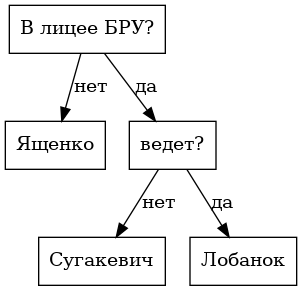 В лицее БРУ?
нет
да
Ященко
ведет?
нет
да
Сугакевич
Лобанок